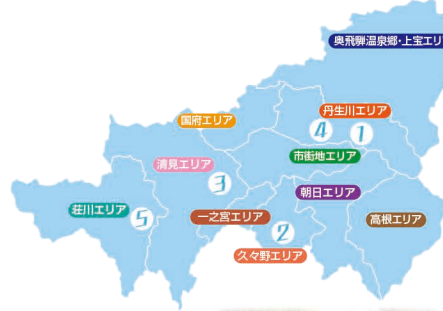 奥飛騨温泉郷・上宝エリ
丹生川エリア
国府エリア
4
1
市街地エリア
清見エリア
3
朝日エリア
荘川エリア
5
一之宮エリア
高根エリア
2
久々野エリア